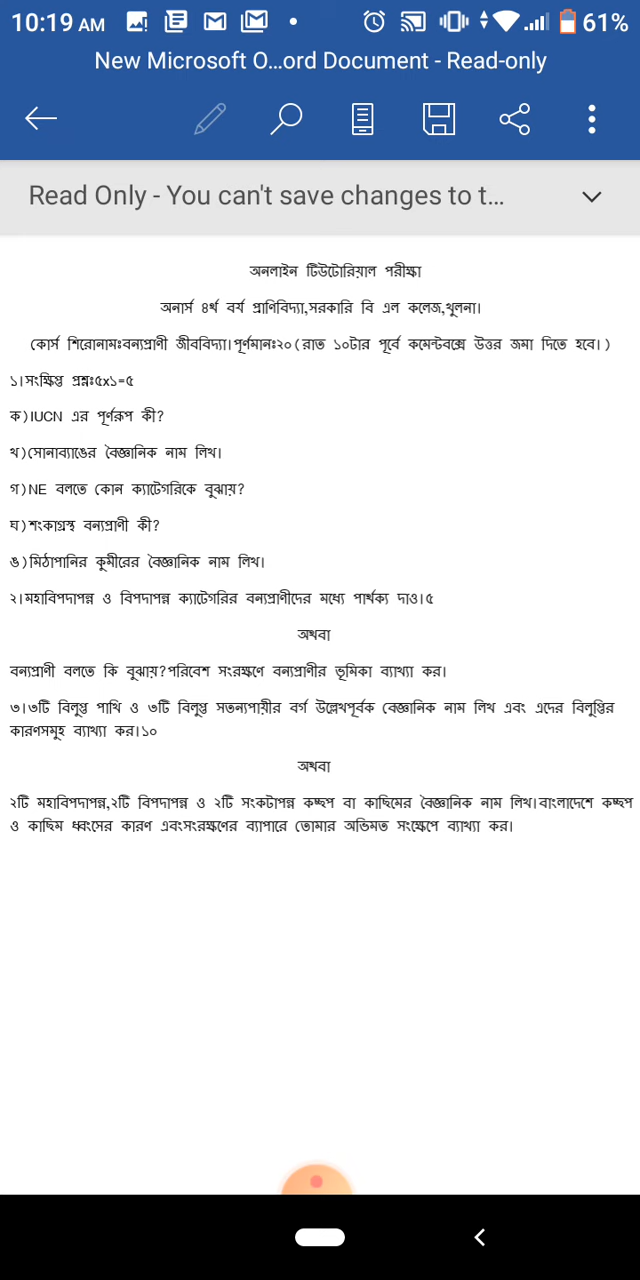 10:19 AM 61%
New Microsoft O...ord Document - Read-only
Read Only - You can't save changes to t...
অনলাইন টিউটোরিয়াল পরীক্ষা
অনার্স ৪র্থ বর্ষ প্রাণিবিদ্যা,সরকারি বি এল কলেজ,খুলনা।
কোর্স শিরোনামঃবন্যপ্রাণী জীববিদ্যা।পূর্ণমানঃ২০(রাত ১০টার পূর্বে কমেন্টবক্সে উত্তর জমা দিতে হবে।)
১।সংক্ষিপ্ত প্রশ্নঃ৫x১=৫
ক)IUCN এর পূর্ণরূপ কী?
খ)সোনাব্যাঙের বৈজ্ঞানিক নাম লিখ।
গ)NE বলতে কোন ক্যাটেগরিকে বুঝায়?
ঘ)শংকাগ্রস্থ বন্যপ্রাণী কী?
ঙ)মিঠাপানির কুমীরের বৈজ্ঞানিক নাম লিখ।
২।মহাবিপদাপন্ন ও বিপদাপন্ন ক্যাটেগরির বন্যপ্রাণীদের মধ্যে পার্থক্য দাও।৫
অথবা
বন্যপ্রাণী বলতে কি বুঝায়?পরিবেশ সংরক্ষণে বন্যপ্রাণীর ভূমিকা ব্যাখ্যা কর।
৩।৩টি বিলুপ্ত পাখি ও ৩টি বিলুপ্ত সতন্যপায়ীর বর্গ উল্লেখপূর্বক বেজ্ঞানিক নাম লিখ এবং এদের বিলুপ্তির
কারণসমুহ ব্যাখ্যা কর।১০
অথবা
২টি মহাবিপদাপন্ন,২টি বিপদাপন্ন ও ২টি সংকটাপন্ন কচ্ছপ বা কাছিমের বৈজ্ঞানিক নাম লিখ।বাংলাদেশে কচ্ছপ
ও কাছিম ধ্বংসের কারণ এবংসংরক্ষণের ব্যাপারে তোমার অভিমত সংক্ষেপে ব্যাখ্যা কর।